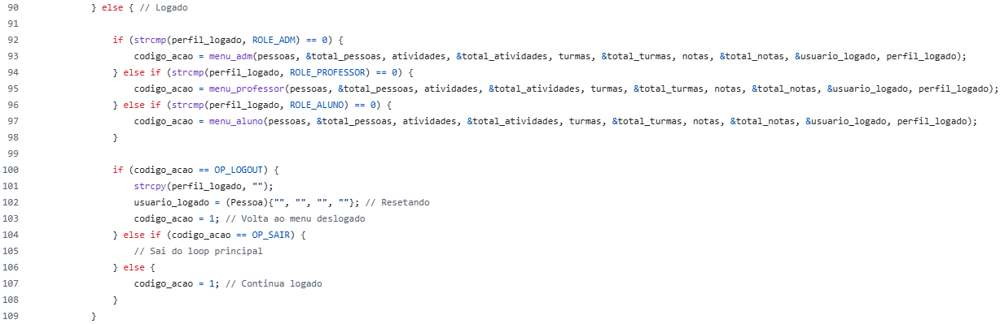 90 } else { // Logado
91
92 if (strcmp(perfil_logado, ROLE_ADM) == 0) {
93 codigo_acao = menu_adm(pessoas, &total_pessoas, atividades, &total_atividades, turmas, &total_turmas, notas, &total_notas, &usuario_logado, perfil_logado);
94 } else if (strcmp(perfil_logado, ROLE_PROFESSOR) == 0) {
95 codigo_acao = menu_professor(pessoas, &total_pessoas, atividades, &total_atividades, turmas, &total_turmas, notas, &total_notas, &usuario_logado, perfil_logado);
96 } else if (strcmp(perfil_logado, ROLE_ALUNO) == 0) {
97 codigo_acao = menu_aluno(pessoas, &total_pessoas, atividades, &total_atividades, turmas, &total_turmas, notas, &total_notas, &usuario_logado, perfil_logado);
98 }
99
100 if (codigo_acao == OP_LOGOUT) {
101 strcpy(perfil_logado, "");
102 usuario_logado = (Pessoa){"", "", "", ""}; // Resetando
103 codigo_acao = 1; // Volta ao menu deslogado
104 } else if (codigo_acao == OP_SAIR) {
105 // Sai do loop principal
106 } else {
107 codigo_acao = 1; // Continua logado
108 }
109 }